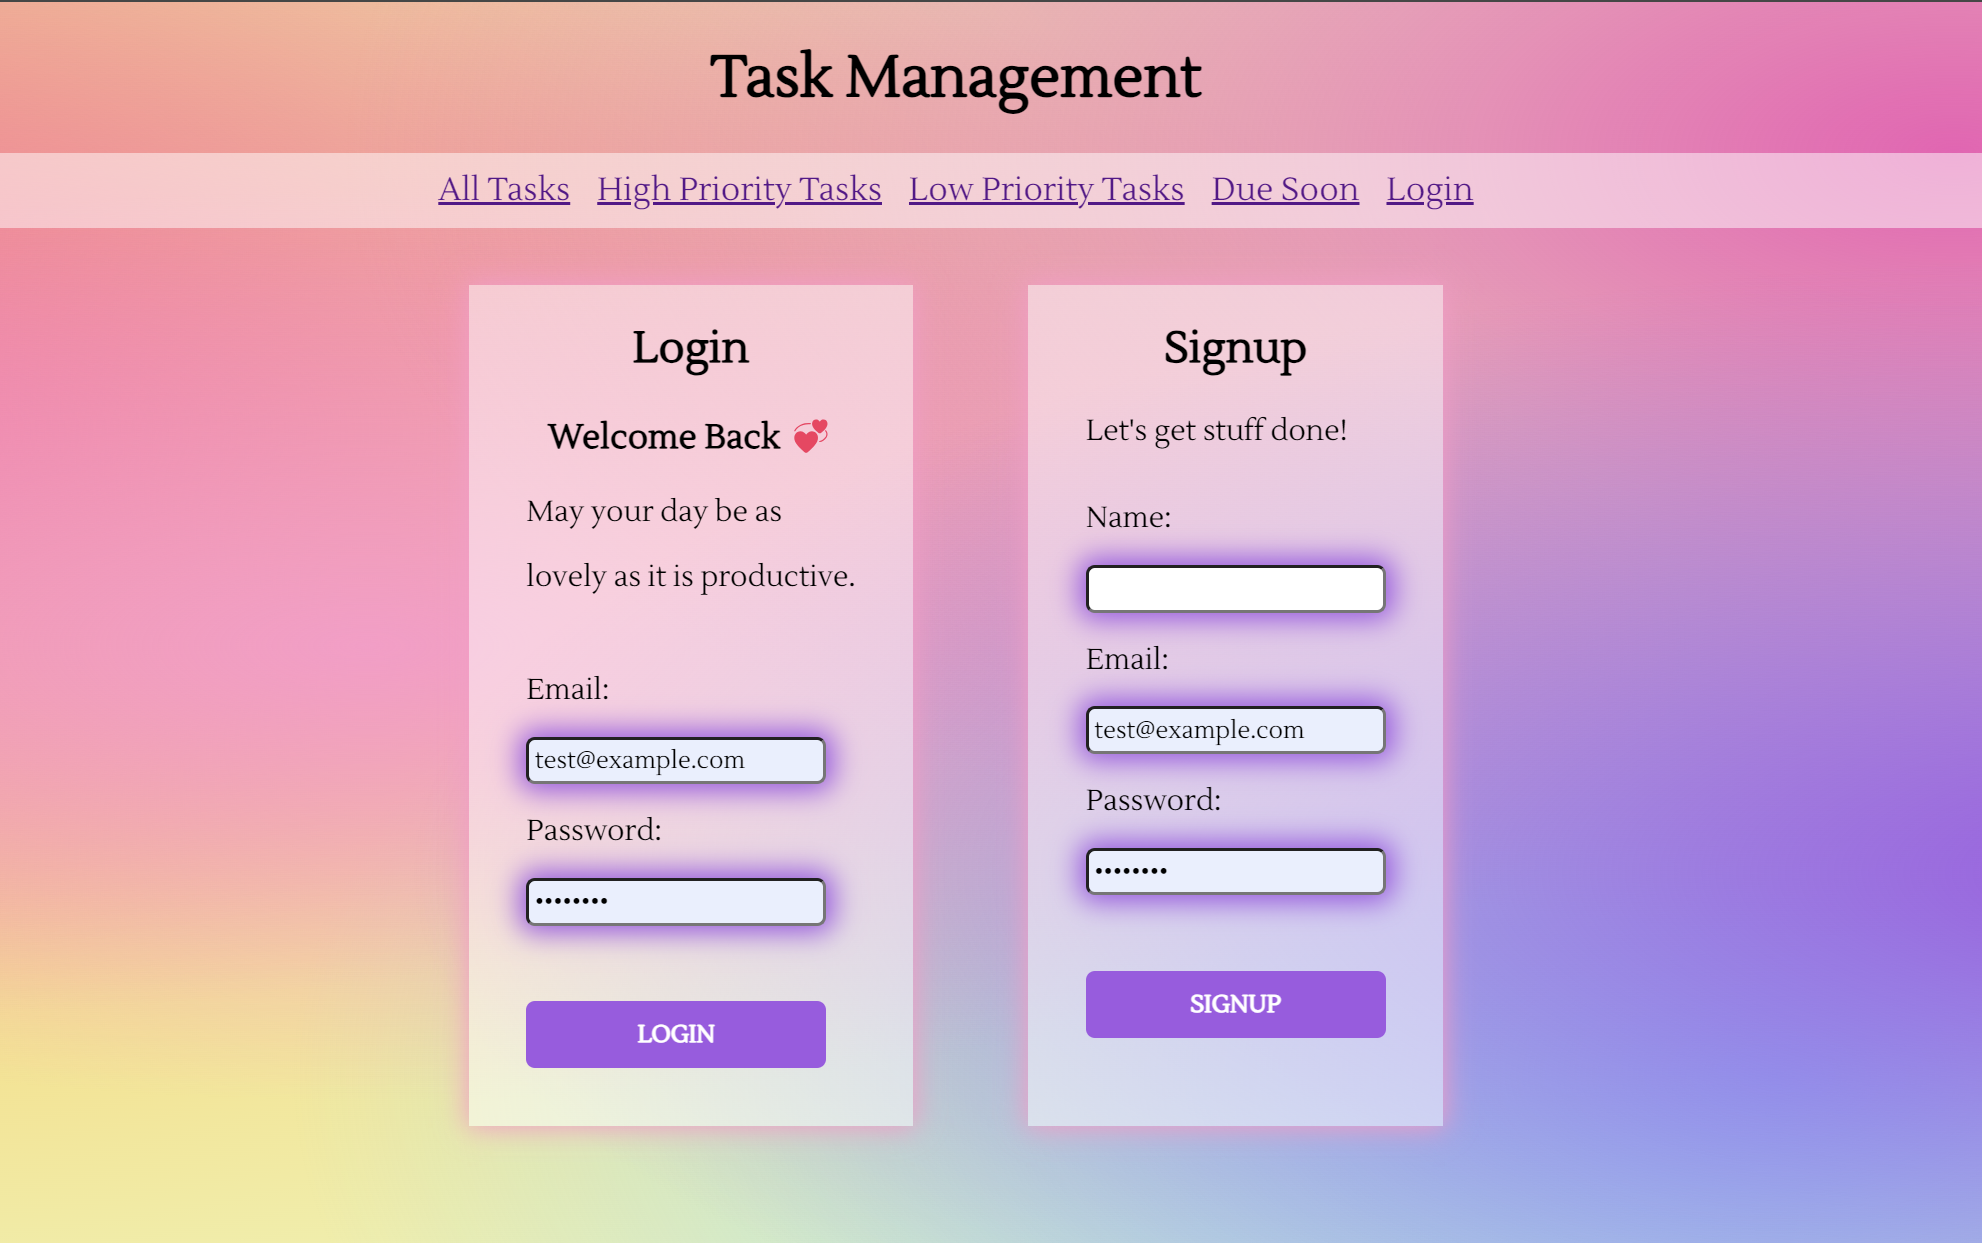 Task Management
All Tasks High Priority Tasks Low Priority Tasks Due Soon Login
Login
Welcome Back 💞
May your day be as
lovely as it is productive.
Email:
test@example.com
Password:
••••••••
LOGIN
Signup
Let's get stuff done!
Name:
Email:
test@example.com
Password:
••••••••
SIGNUP